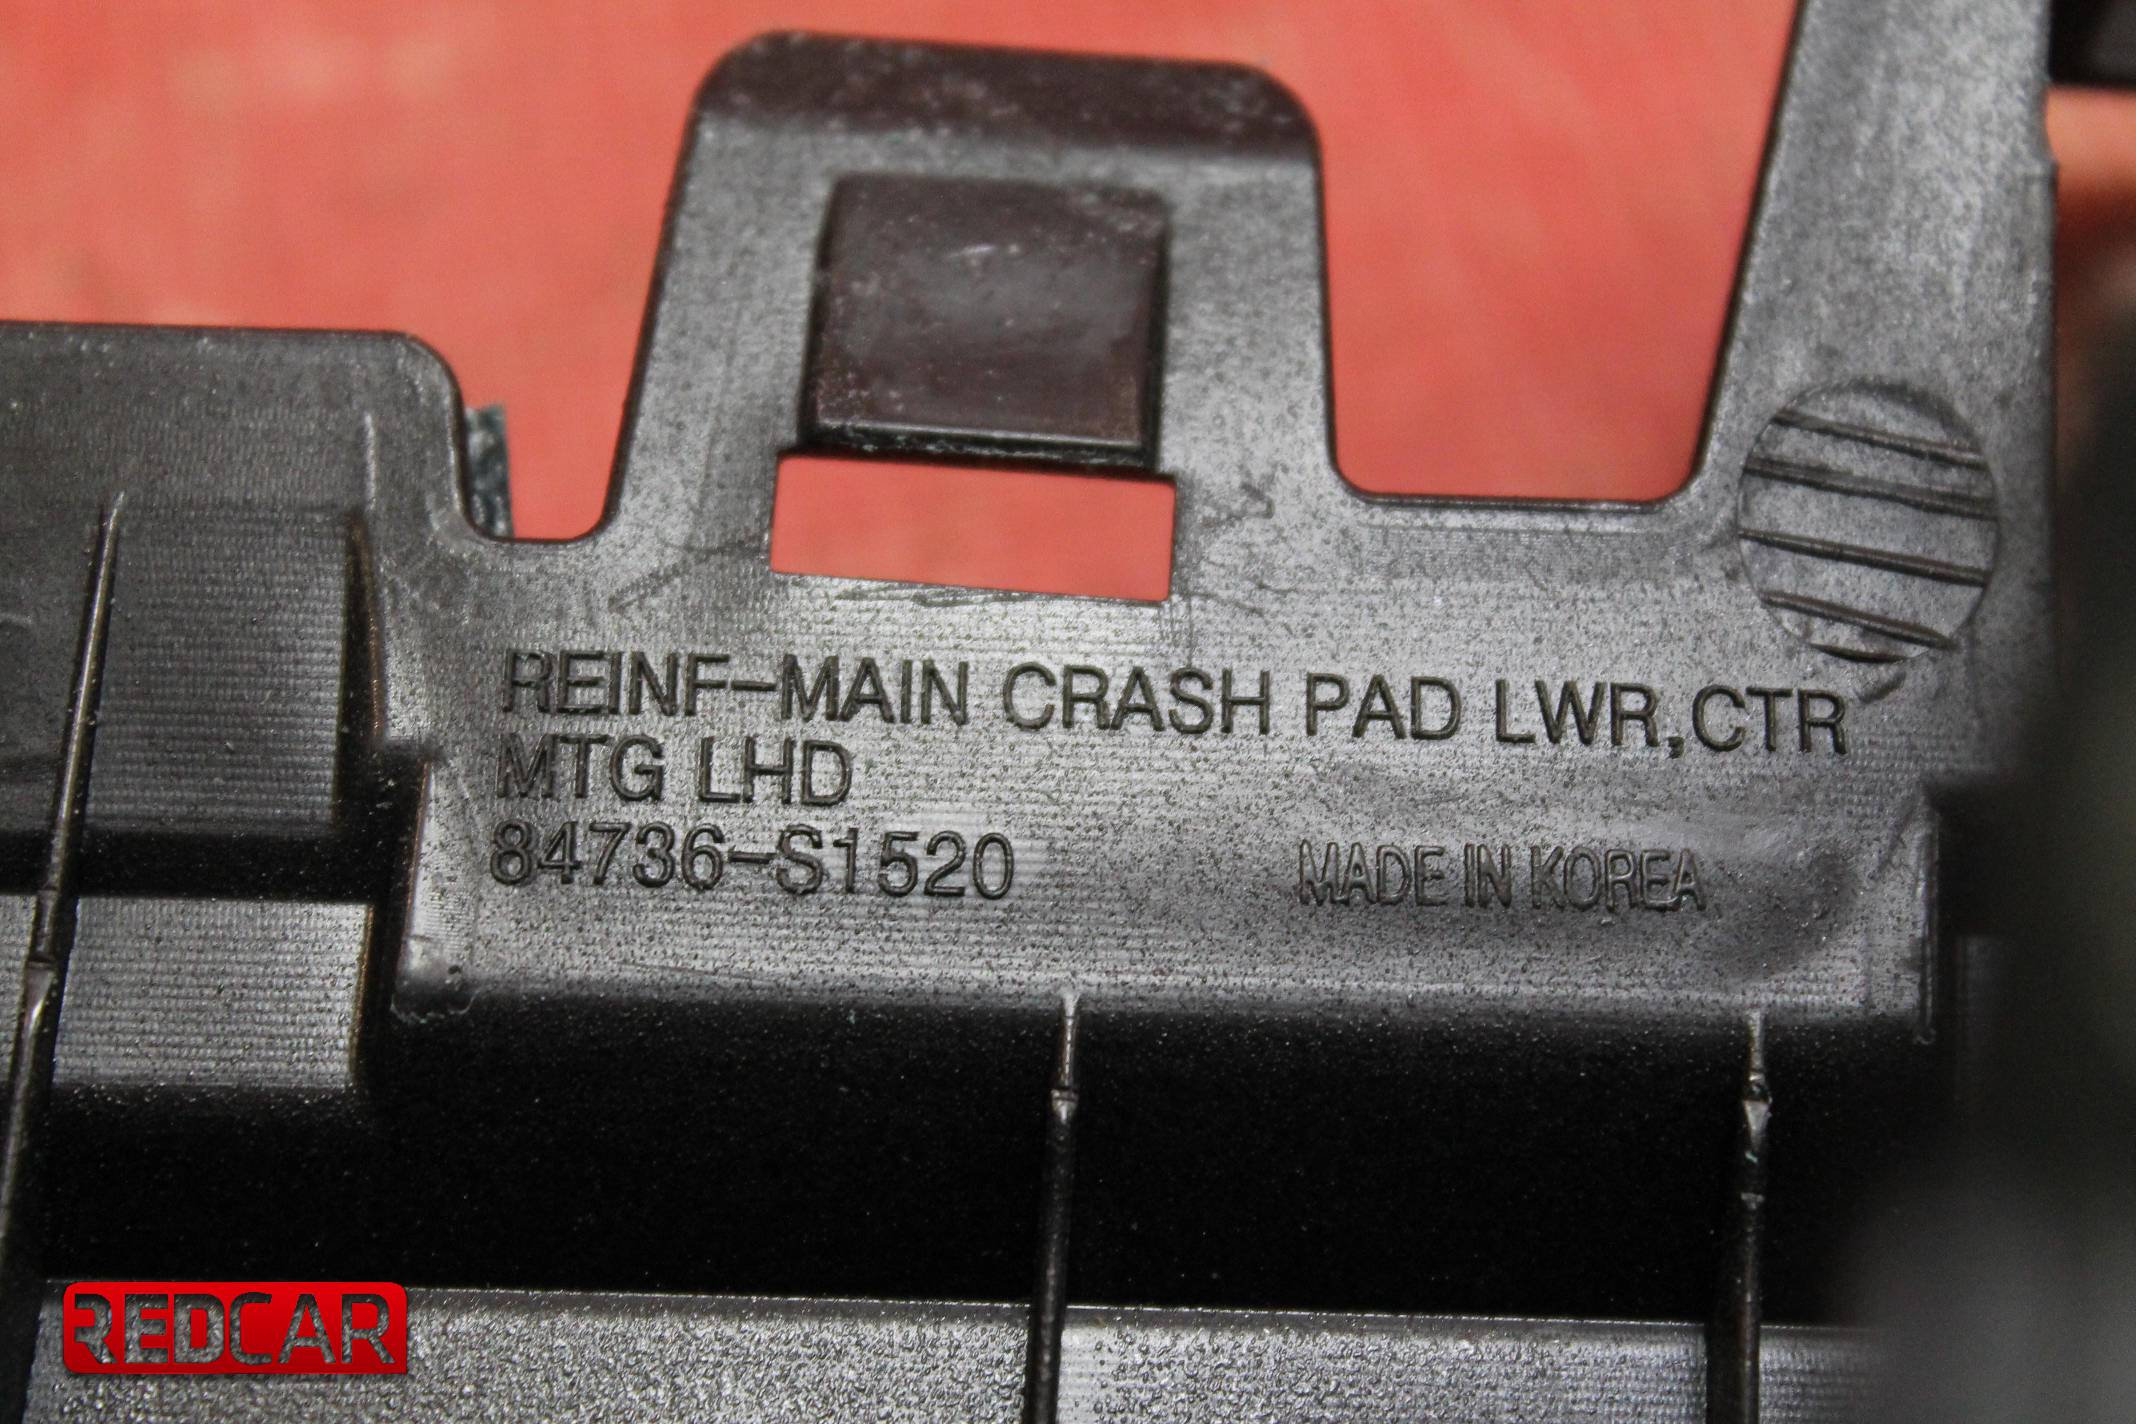 REINF-MAIN CRASH PAD LWR,CTR
MTG LHD
84736-S1520
MADE IN KOREA
REDCAR